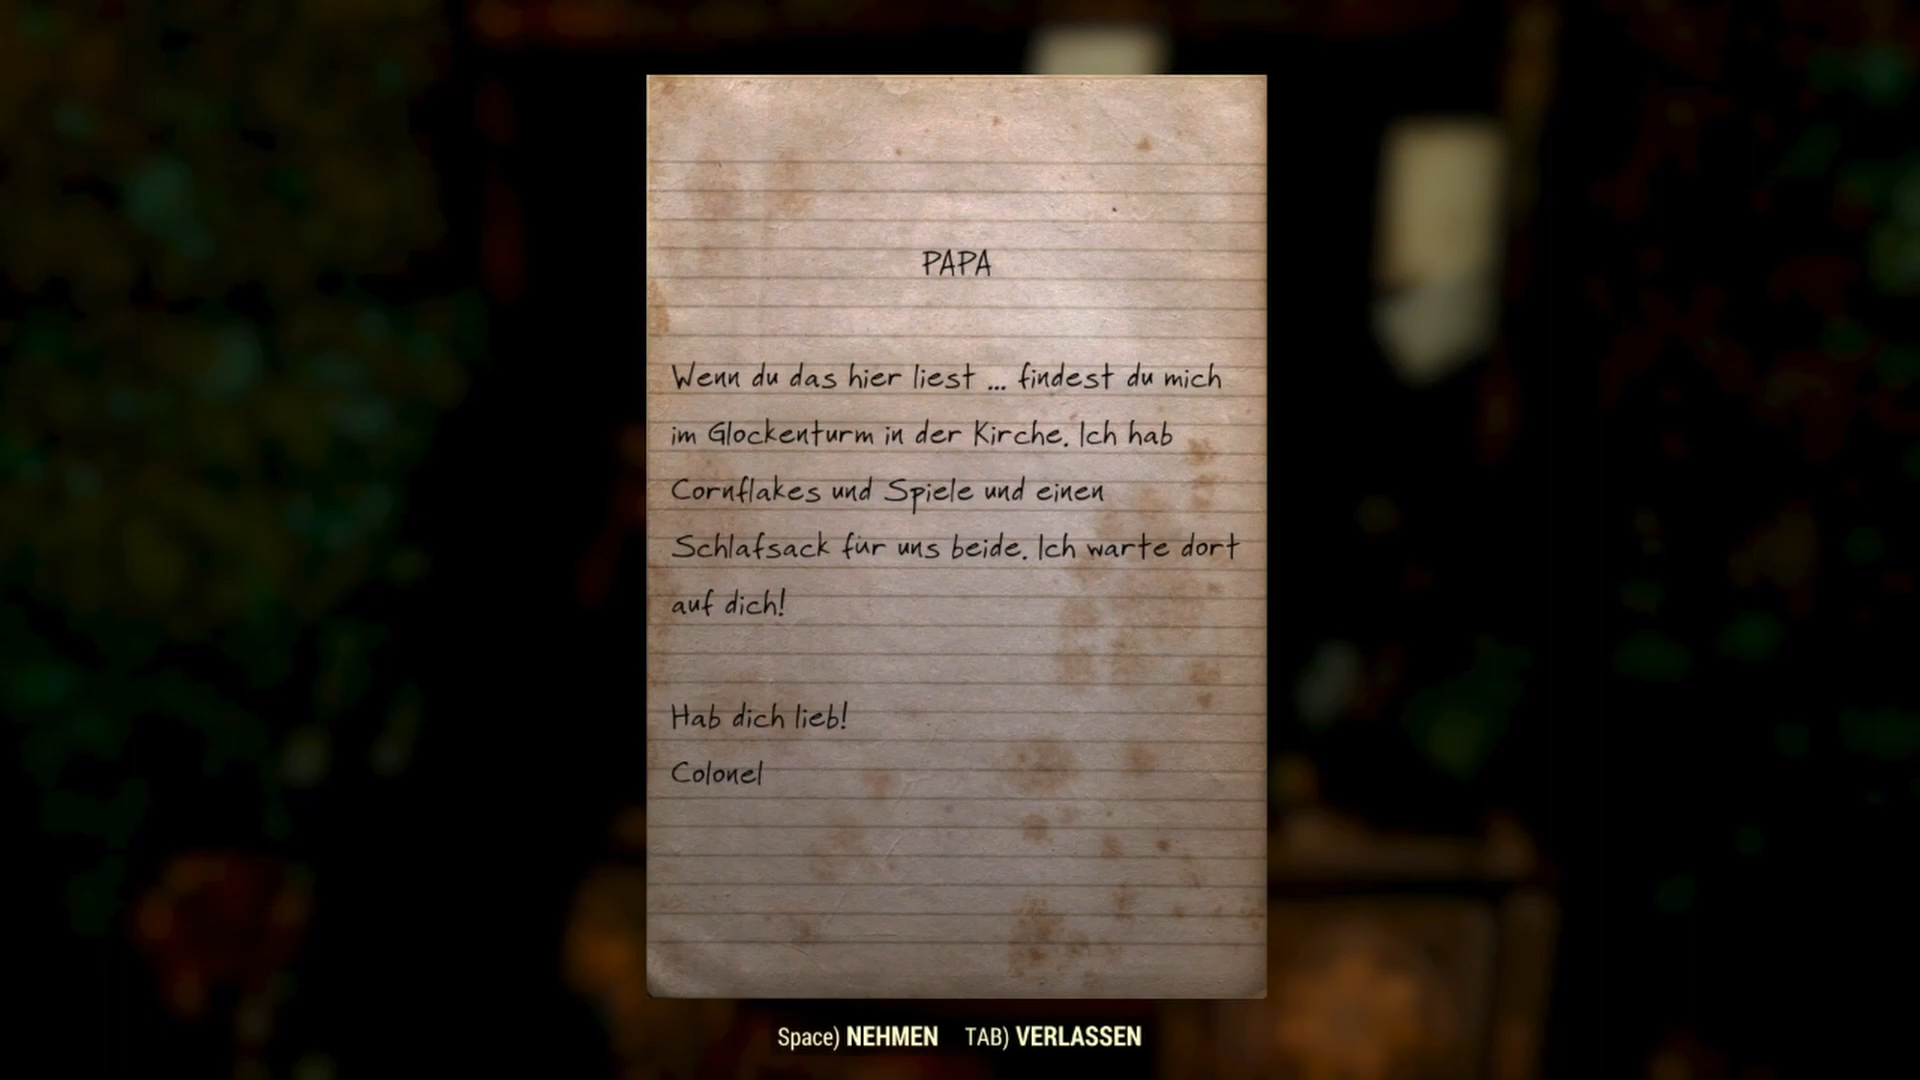 PAPA
Wenn du das hier liest ... findest du mich
im Glockenturm in der Kirche. Ich hab
Cornflakes und Spiele und einen
Schlafsack für uns beide. Ich warte dort
auf dich!
Hab dich lieb!
Colonel
Space) NEHMEN TAB) VERLASSEN